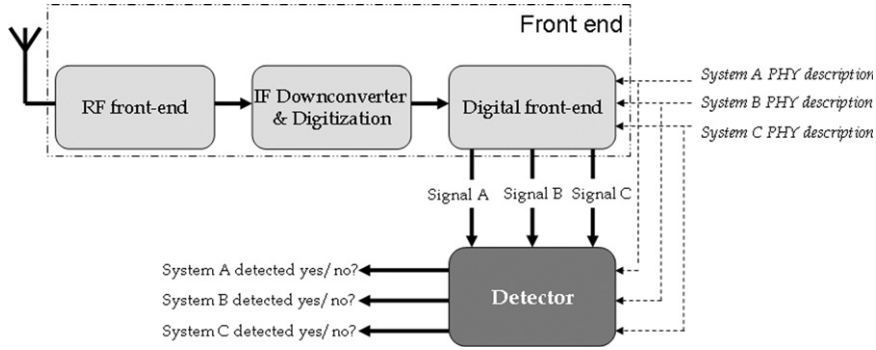 Front end
RF front-end
IF Downconverter
& Digitization
Digital front-end
System A PHY description
System B PHY description
System C PHY description
Signal A
Signal B
Signal C
System A detected yes/no?
System B detected yes/no?
System C detected yes/no?
Detector